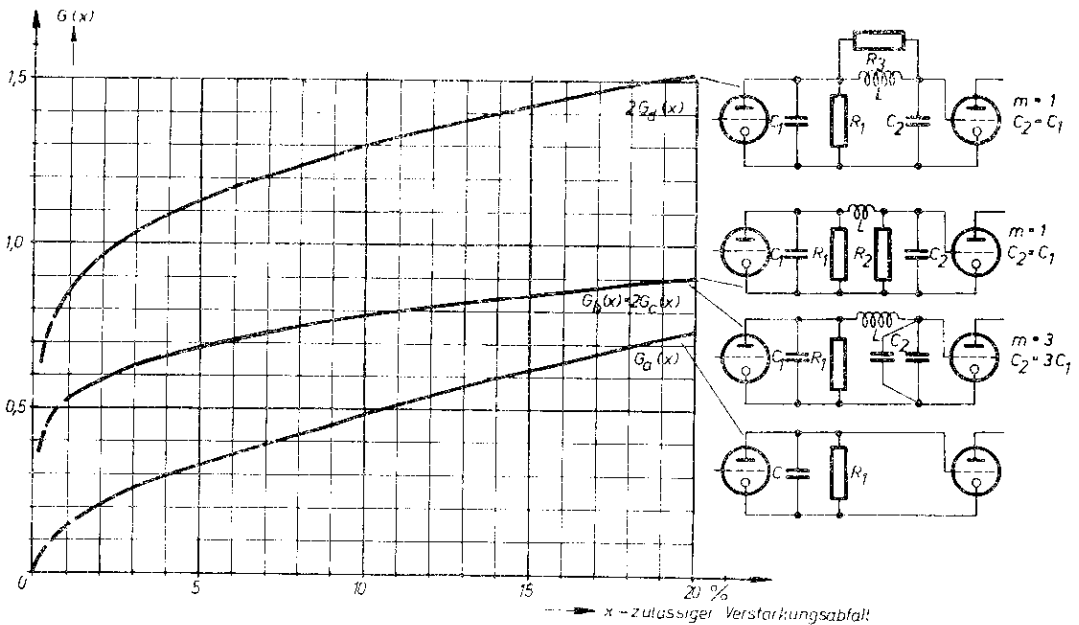 G(x)
1,5
1,0
0,5
0
5
10
15
20 %
x - zulässiger Verstärkungsabfall
2G_d(x)
G_b(x)=2G_c(x)
G_a(x)
R_3
L
C_1
R_1
C_2
m = 1
C_2 = C_1
L
C_1
R_1
R_2
C_2
m = 1
C_2 = C_1
L
C_1
R_1
C_2
m = 3
C_2 = 3C_1
C
R_1